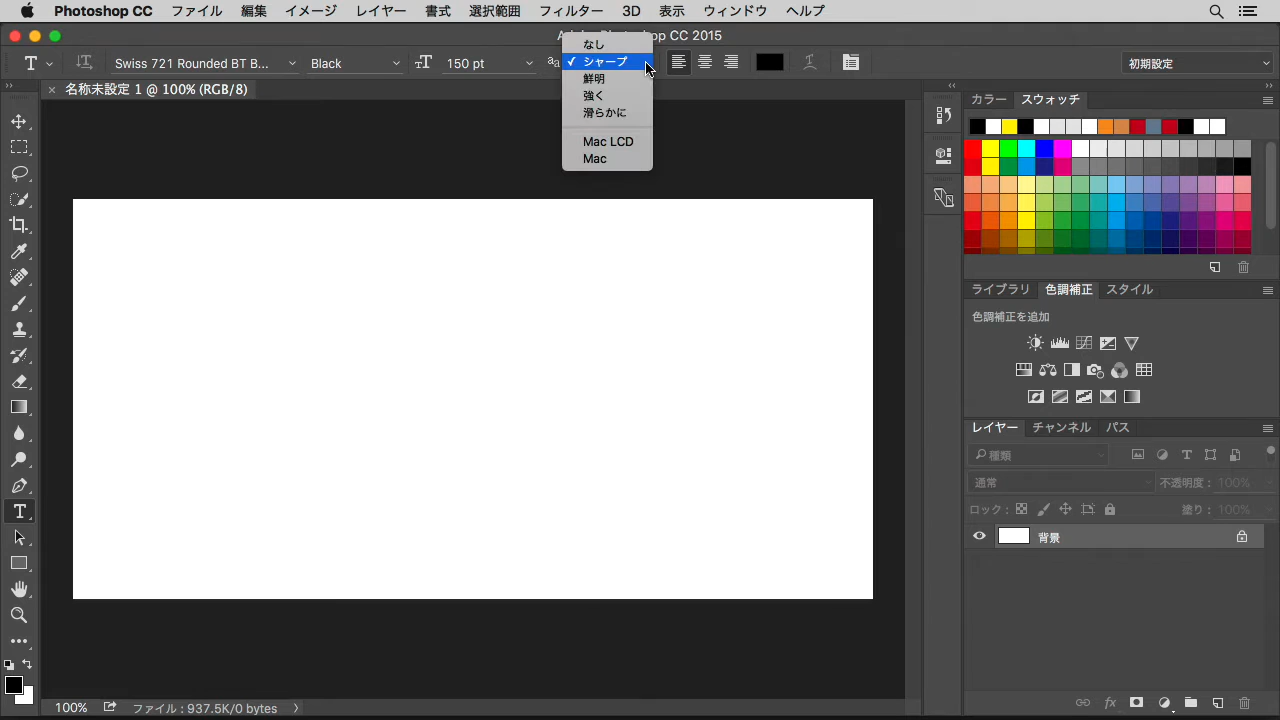 Photoshop CC ファイル 編集 イメージ レイヤー 書式 選択範囲 フィルター 3D 表示 ウィンドウ ヘルプ
CC 2015
Swiss 721 Rounded BT B... Black 150 pt 初期設定
なし
シャープ
鮮明
強く
滑らかに
Mac LCD
Mac
名称未設定 1 @ 100% (RGB/8)
カラー スウォッチ
ライブラリ 色調補正 スタイル
色調補正を追加
レイヤー チャンネル パス
種類
通常 不透明度: 100%
ロック: 塗り: 100%
背景
100% ファイル : 937.5K/0 bytes